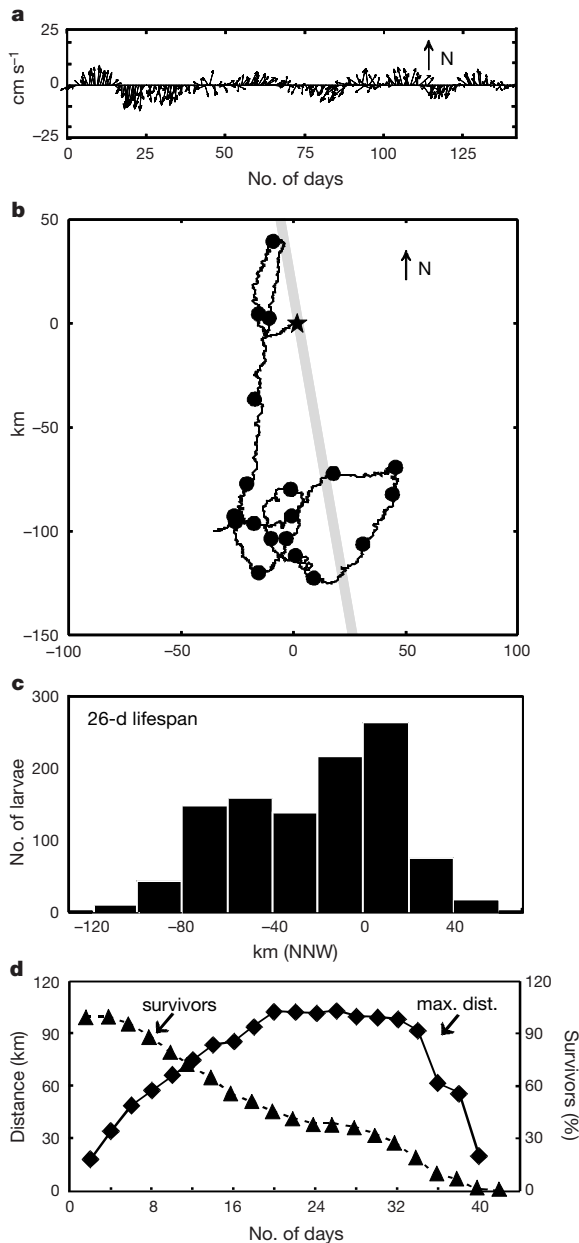 a
25
0
−25
cm s−1
N
0 25 50 75 100 125
No. of days
b
50
0
−50
−100
−150
km
N
−100 −50 0 50 100
c
300
200
100
0
No. of larvae
26-d lifespan
−120 −80 −40 0 40
km (NNW)
d
120
90
60
30
0
Distance (km)
survivors
max. dist.
120
90
60
30
0
Survivors (%)
0 8 16 24 32 40
No. of days